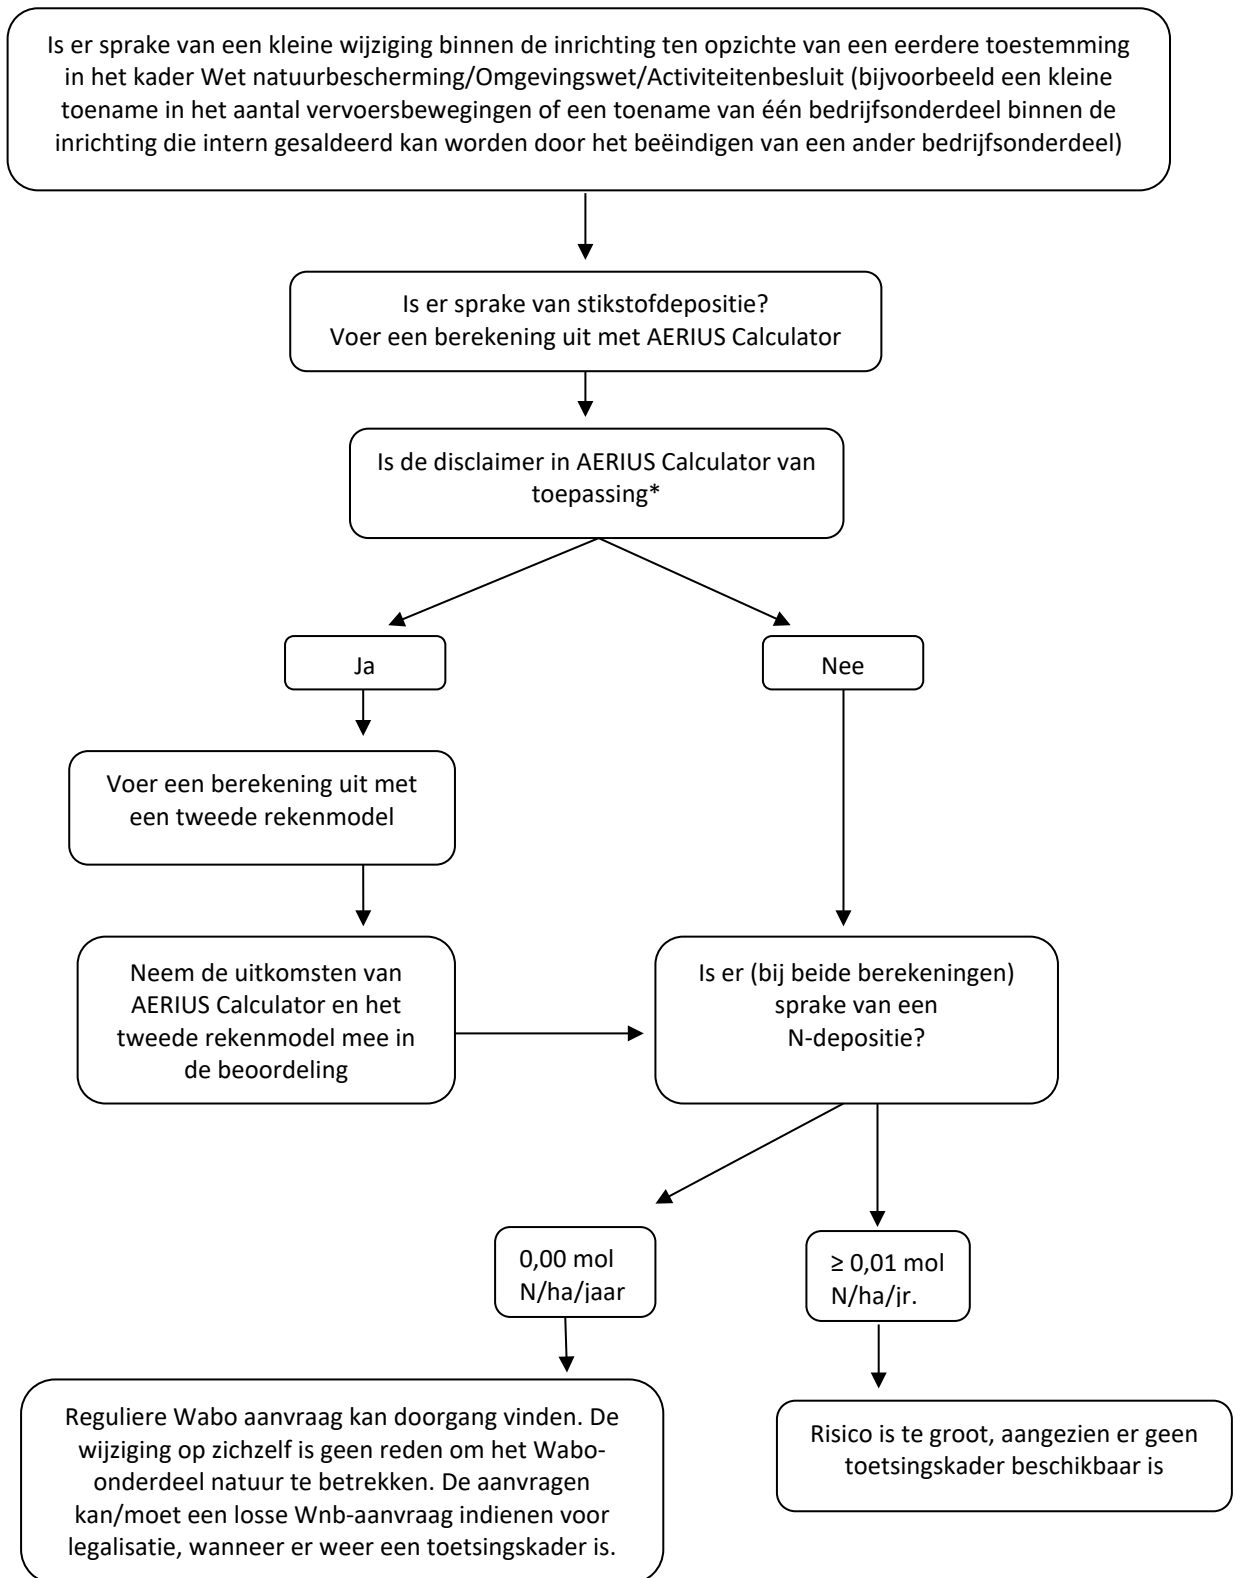 Is er sprake van een kleine wijziging binnen de inrichting ten opzichte van een eerdere toestemming
in het kader Wet natuurbescherming/Omgevingswet/Activiteitenbesluit (bijvoorbeeld een kleine
toename in het aantal vervoersbewegingen of een toename van één bedrijfsonderdeel binnen de
inrichting die intern gesaldeerd kan worden door het beëindigen van een ander bedrijfsonderdeel)
Is er sprake van stikstofdepositie?
Voer een berekening uit met AERIUS Calculator
Is de disclaimer in AERIUS Calculator van
toepassing*
Ja
Nee
Voer een berekening uit met
een tweede rekenmodel
Neem de uitkomsten van
AERIUS Calculator en het
tweede rekenmodel mee in
de beoordeling
Is er (bij beide berekeningen)
sprake van een
N-depositie?
0,00 mol
N/ha/jaar
≥ 0,01 mol
N/ha/jr.
Reguliere Wabo aanvraag kan doorgang vinden. De
wijziging op zichzelf is geen reden om het Wabo-
onderdeel natuur te betrekken. De aanvragen
kan/moet een losse Wnb-aanvraag indienen voor
legalisatie, wanneer er weer een toetsingskader is.
Risico is te groot, aangezien er geen
toetsingskader beschikbaar is